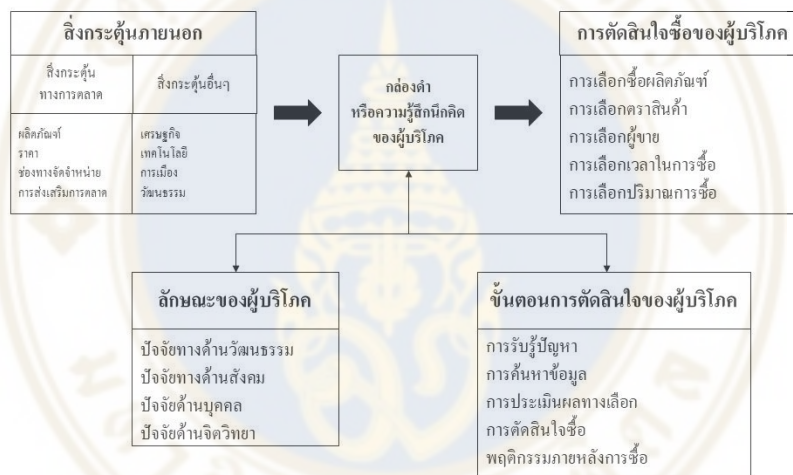 สิ่งกระตุ้นภายนอก
สิ่งกระตุ้น
ทางการตลาด
สิ่งกระตุ้นอื่นๆ
ผลิตภัณฑ์
ราคา
ช่องทางจัดจำหน่าย
การส่งเสริมการตลาด
เศรษฐกิจ
เทคโนโลยี
การเมือง
วัฒนธรรม
กล่องดำ
หรือความรู้สึกนึกคิด
ของผู้บริโภค
การตัดสินใจซื้อของผู้บริโภค
การเลือกซื้อผลิตภัณฑ์
การเลือกตราสินค้า
การเลือกผู้ขาย
การเลือกเวลาในการซื้อ
การเลือกปริมาณการซื้อ
ลักษณะของผู้บริโภค
ปัจจัยทางด้านวัฒนธรรม
ปัจจัยทางด้านสังคม
ปัจจัยด้านบุคคล
ปัจจัยด้านจิตวิทยา
ขั้นตอนการตัดสินใจของผู้บริโภค
การรับรู้ปัญหา
การค้นหาข้อมูล
การประเมินผลทางเลือก
การตัดสินใจซื้อ
พฤติกรรมภายหลังการซื้อ